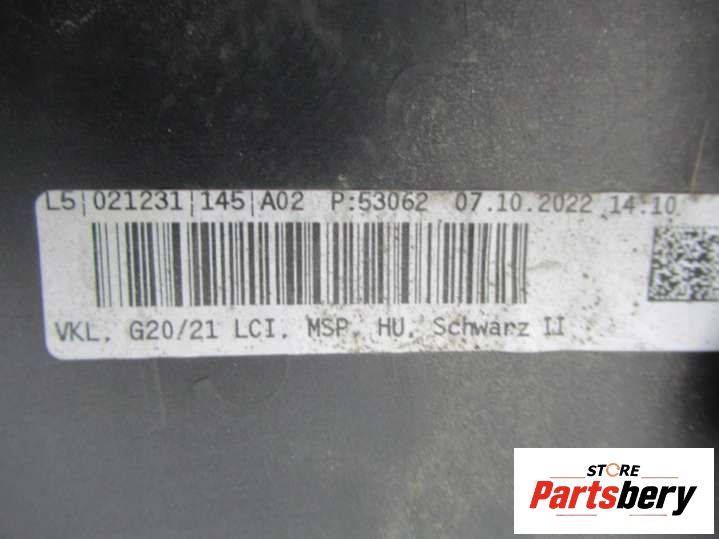 L5|021231|145|A02 P:53062 07.10.2022 14:10
VKL, G20/21 LCI, MSP, HU, Schwarz II
STORE
Partsbery